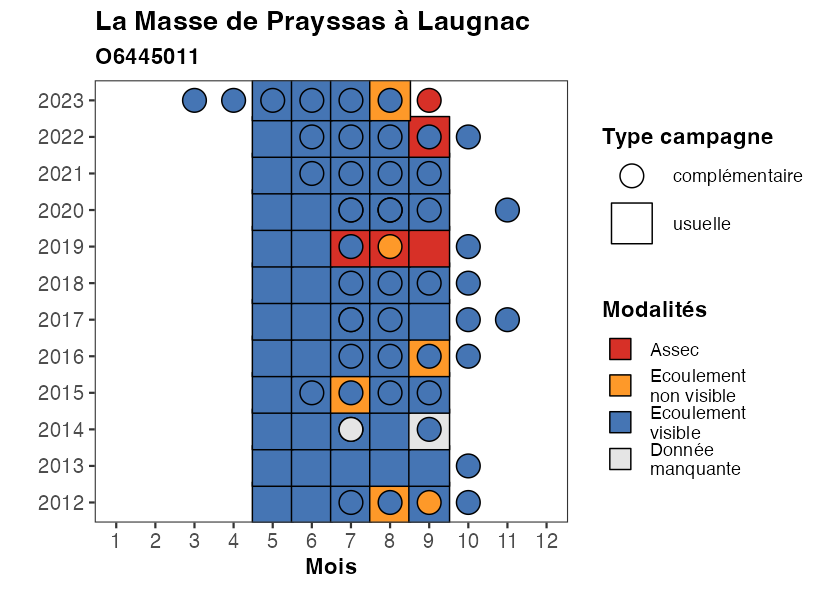 La Masse de Prayssas à Laugnac
O6445011
2023
2022
2021
2020
2019
2018
2017
2016
2015
2014
2013
2012
1 2 3 4 5 6 7 8 9 10 11 12
Mois
Type campagne
complémentaire
usuelle
Modalités
Assec
Ecoulement
non visible
Ecoulement
visible
Donnée
manquante